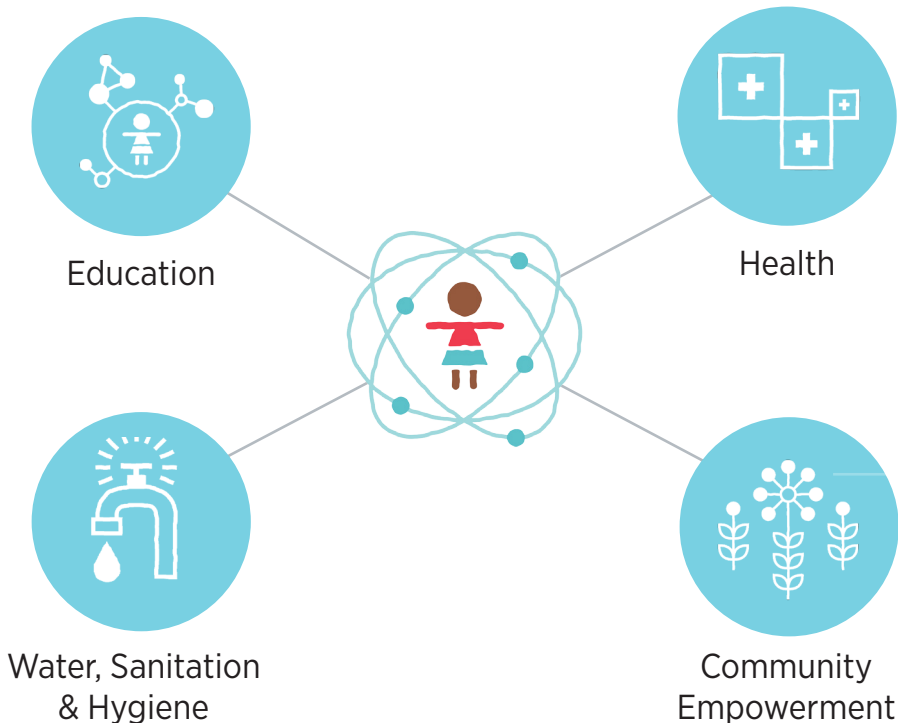 Education
Health
Water, Sanitation
& Hygiene
Community
Empowerment